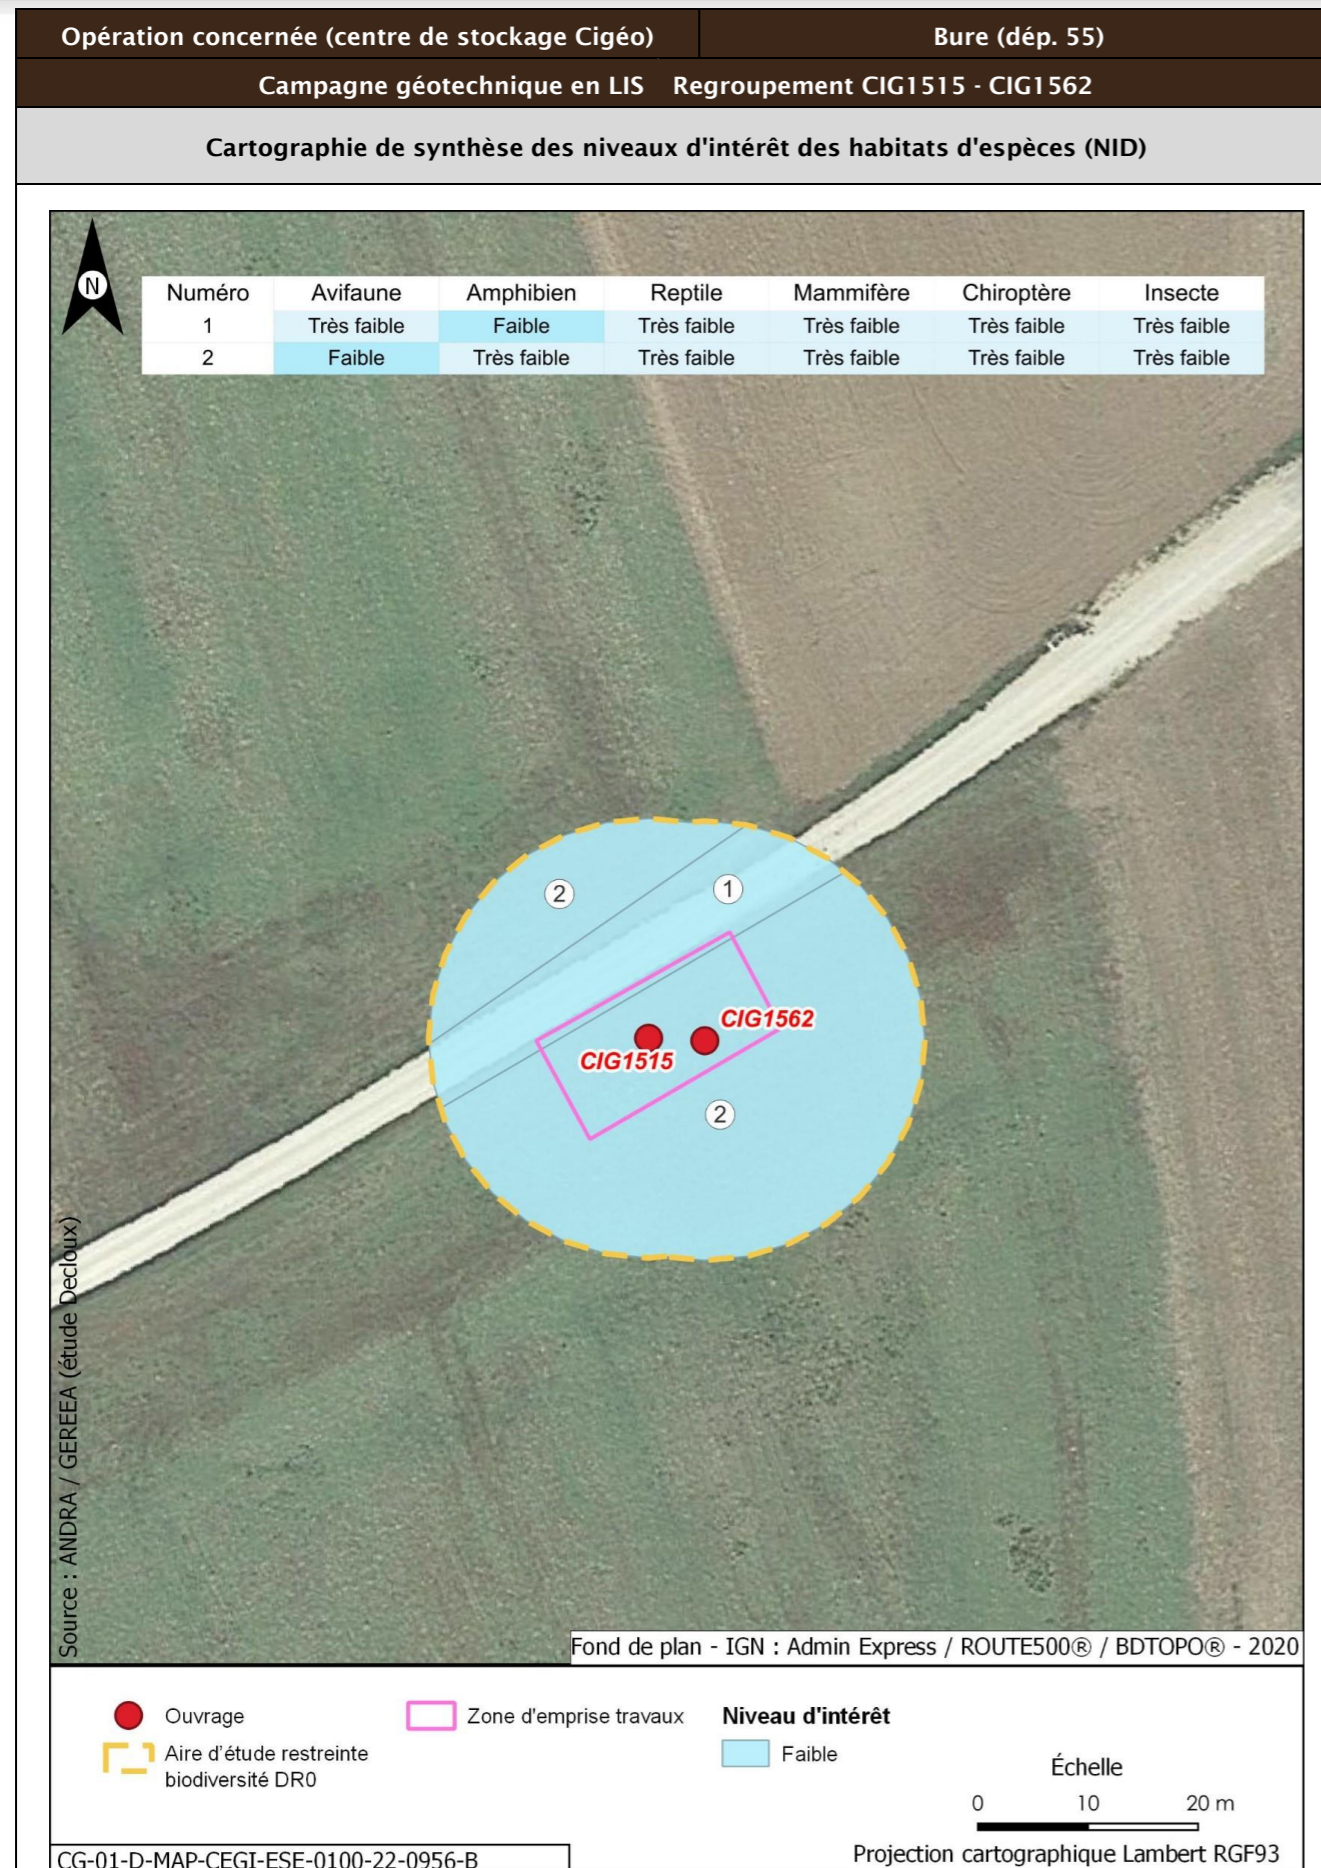 Opération concernée (centre de stockage Cigéo) Bure (dép. 55)
Campagne géotechnique en LIS Regroupement CIG1515 - CIG1562
Cartographie de synthèse des niveaux d'intérêt des habitats d'espèces (NID)
N
Numéro Avifaune Amphibien Reptile Mammifère Chiroptère Insecte
1 Très faible Faible Très faible Très faible Très faible Très faible
2 Faible Très faible Très faible Très faible Très faible Très faible
2
1
CIG1562
CIG1515
2
Source : ANDRA / GEREEA (étude Decloux)
Fond de plan - IGN : Admin Express / ROUTE500® / BDTOPO® - 2020
Ouvrage
Aire d'étude restreinte
biodiversité DR0
Zone d'emprise travaux
Niveau d'intérêt
Faible
Échelle
0 10 20 m
Projection cartographique Lambert RGF93
CG-01-D-MAP-CEGI-ESE-0100-22-0956-B